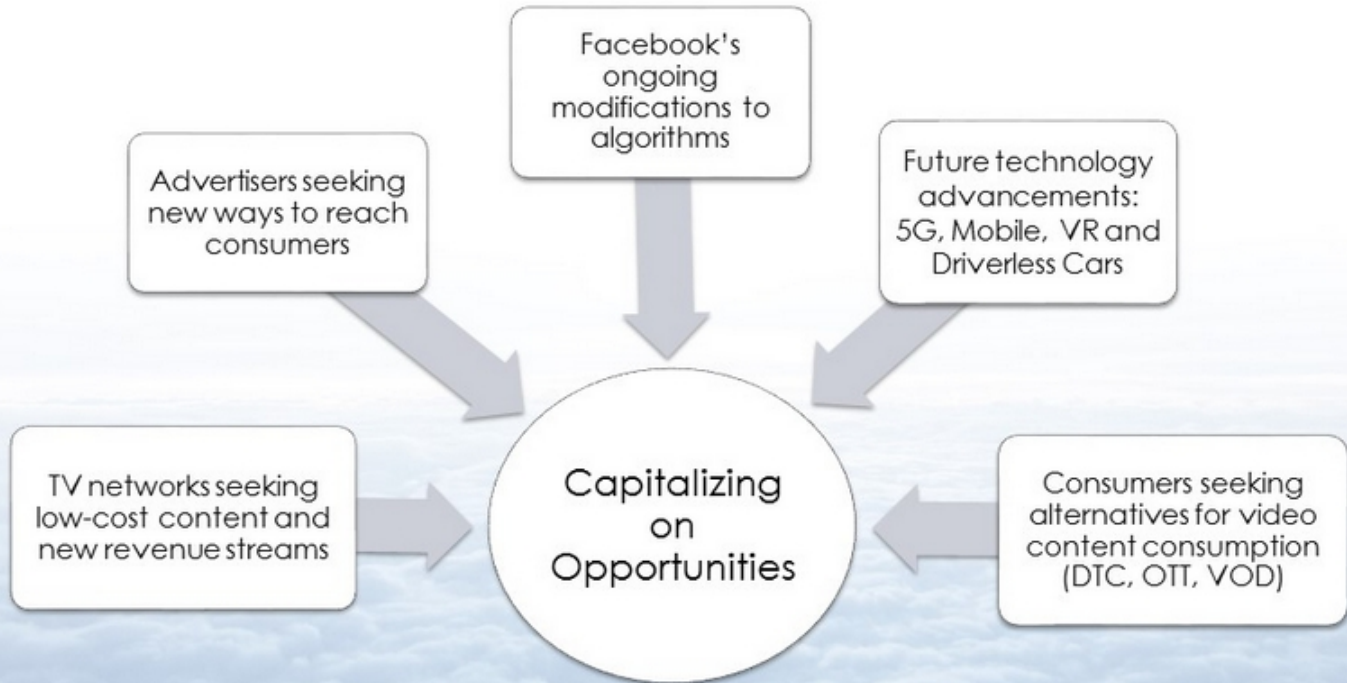 Facebook’s
ongoing
modifications to
algorithms
Advertisers seeking
new ways to reach
consumers
Future technology
advancements:
5G, Mobile, VR and
Driverless Cars
TV networks seeking
low-cost content and
new revenue streams
Capitalizing
on
Opportunities
Consumers seeking
alternatives for video
content consumption
(DTC, OTT, VOD)